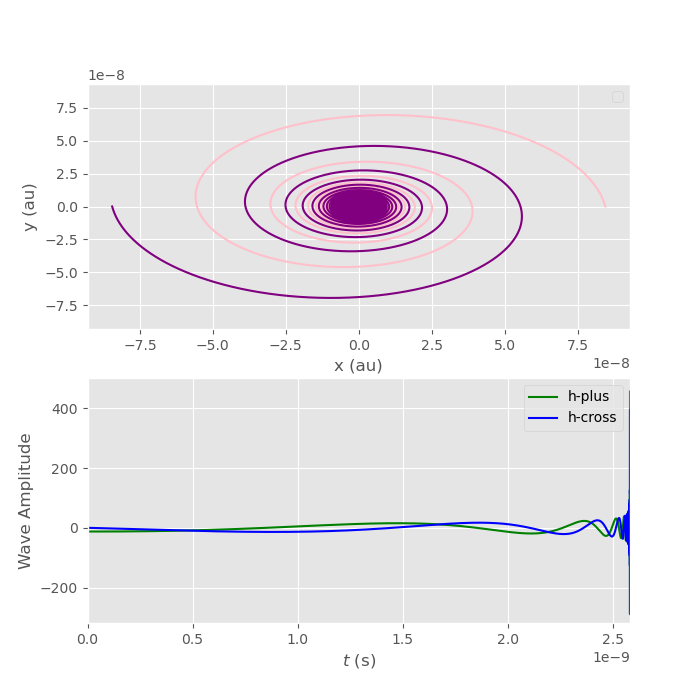 1e−8
7.5
5.0
2.5
0.0
−2.5
−5.0
−7.5
y (au)
−7.5 −5.0 −2.5 0.0 2.5 5.0 7.5
1e−8
x (au)
400
200
0
−200
Wave Amplitude
h-plus
h-cross
0.0 0.5 1.0 1.5 2.0 2.5
1e−9
t (s)